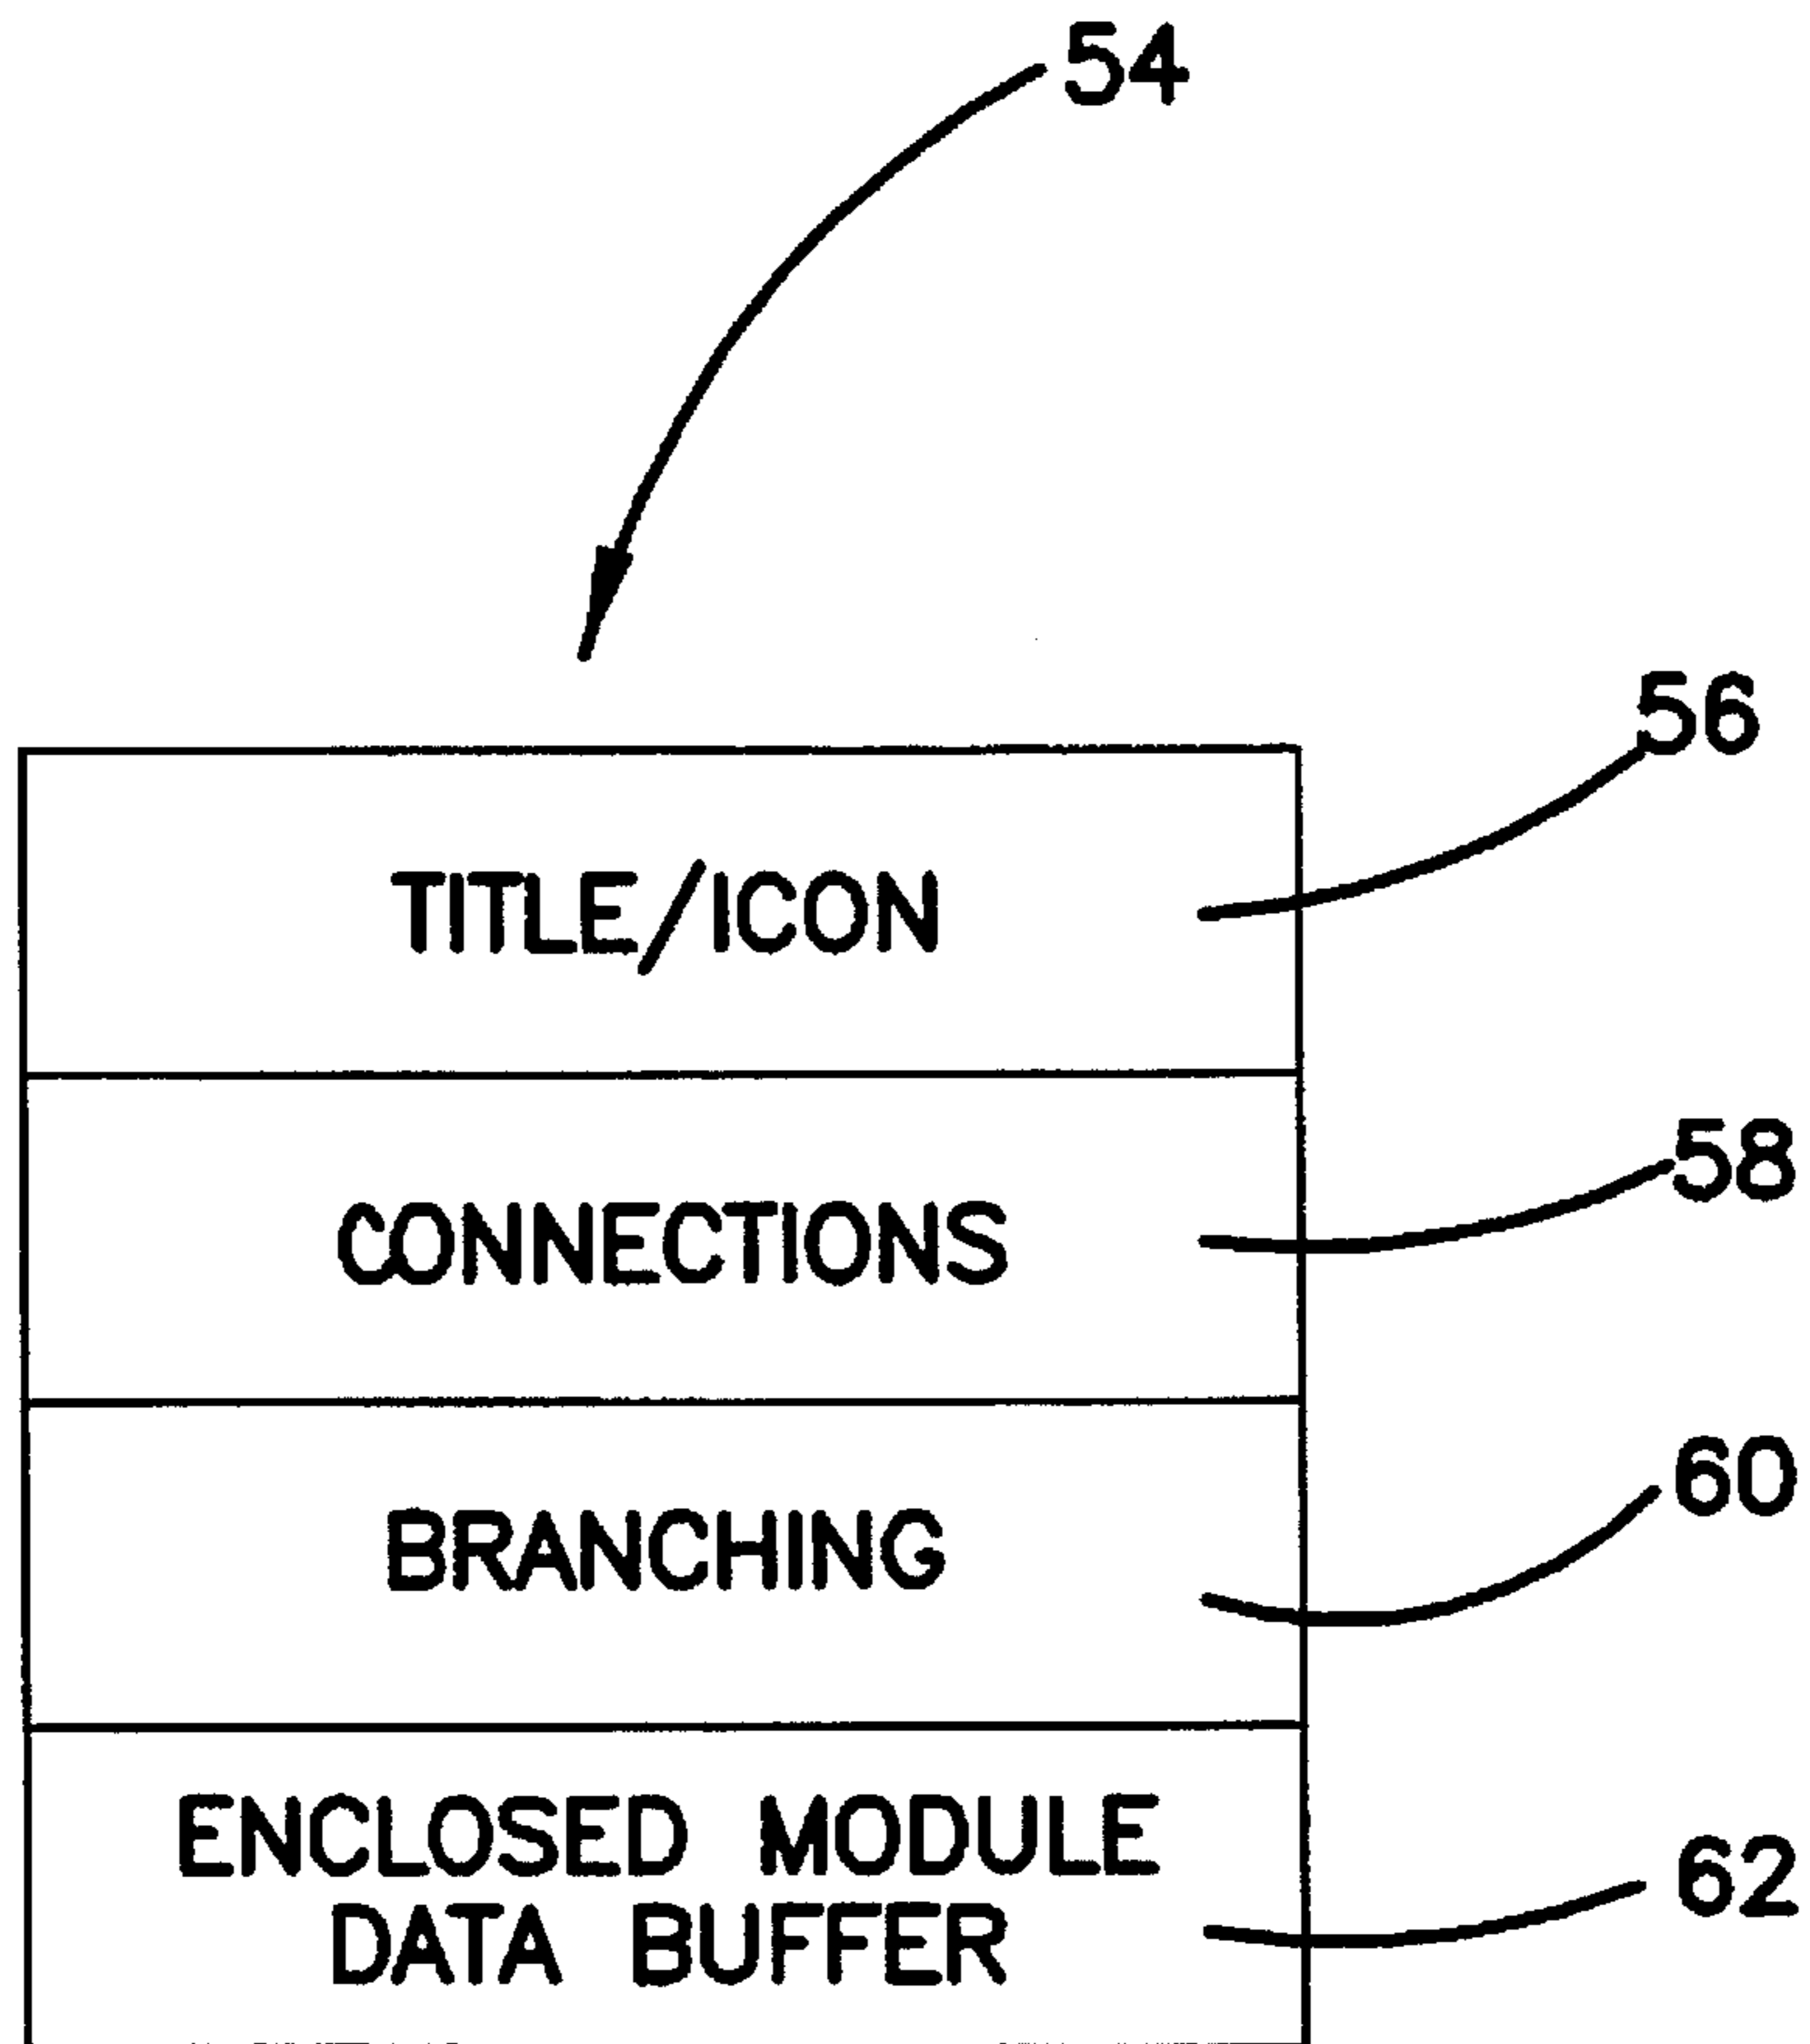 54
56
TITLE/ICON
58
CONNECTIONS
60
BRANCHING
ENCLOSED MODULE
62
DATA BUFFER